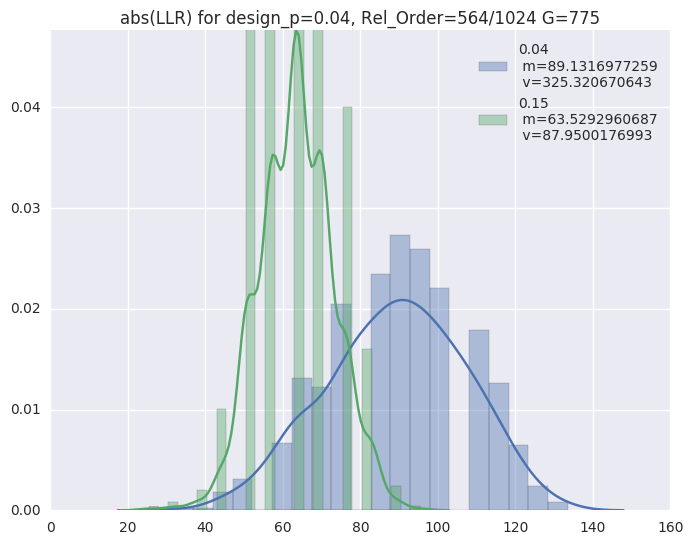 abs(LLR) for design_p=0.04, Rel_Order=564/1024 G=775
0.04
m=89.1316977259
v=325.320670643
0.15
m=63.5292960687
v=87.9500176993
0.04
0.03
0.02
0.01
0.00
0 20 40 60 80 100 120 140 160